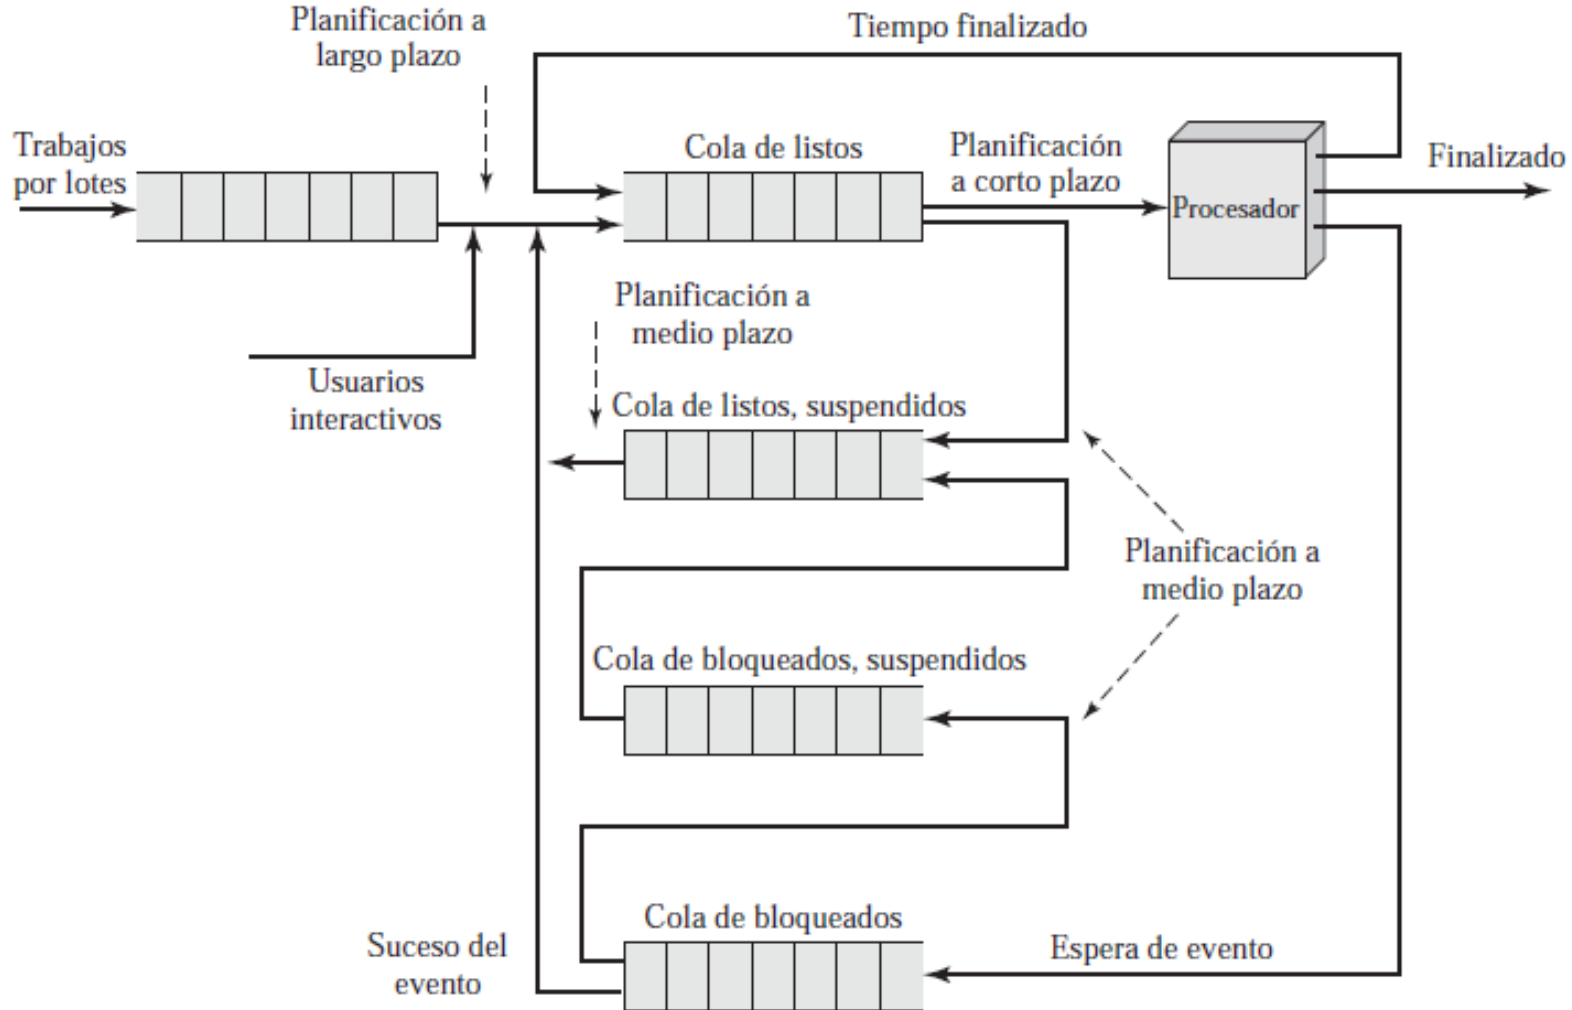 Planificación a
largo plazo
Tiempo finalizado
Trabajos
por lotes
Cola de listos
Planificación
a corto plazo
Procesador
Finalizado
Planificación a
medio plazo
Usuarios
interactivos
Cola de listos, suspendidos
Planificación a
medio plazo
Cola de bloqueados, suspendidos
Cola de bloqueados
Suceso del
evento
Espera de evento